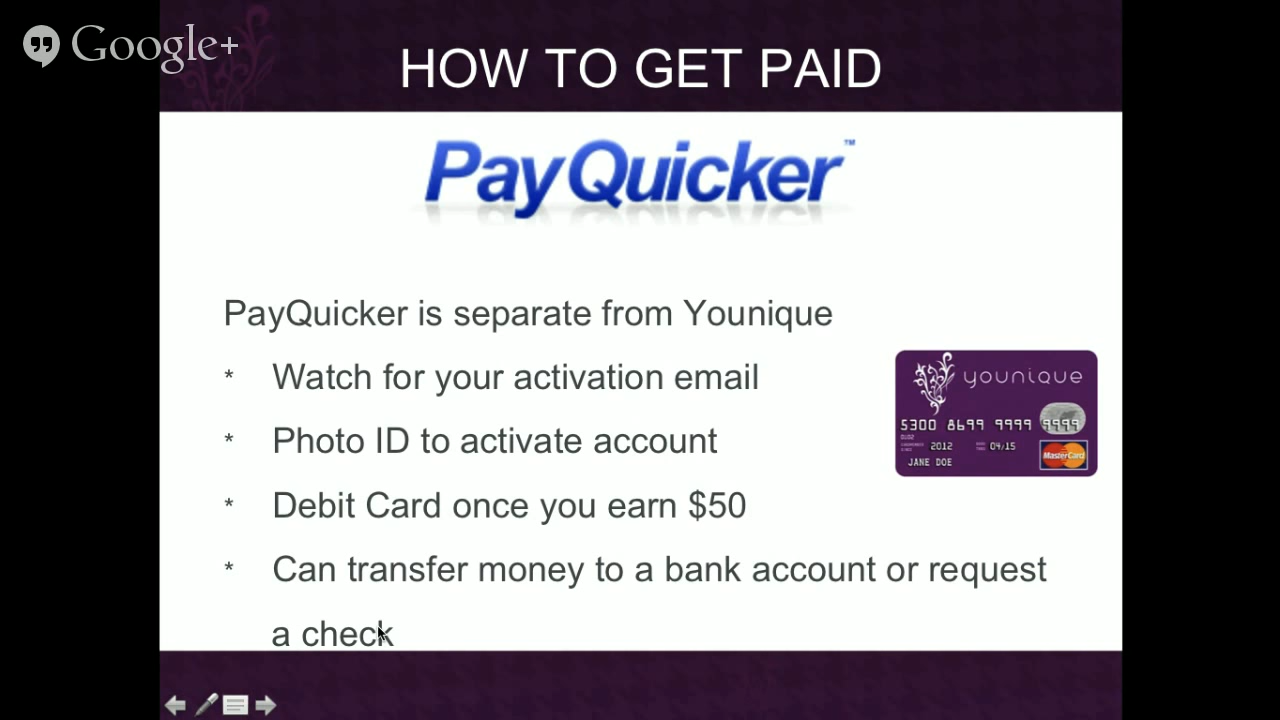 Google+
HOW TO GET PAID
PayQuicker™
PayQuicker is separate from Younique
* Watch for your activation email
* Photo ID to activate account
* Debit Card once you earn $50
* Can transfer money to a bank account or request
a check
younique
5300 8699 9999 9999
2012 04/15
JANE DOE
MasterCard